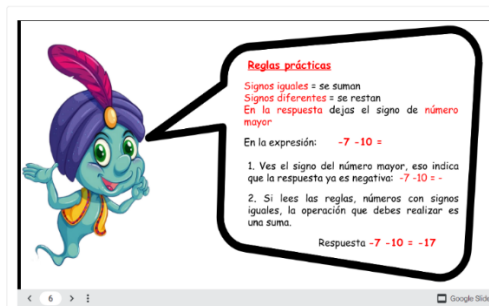 Reglas prácticas
Signos iguales = se suman
Signos diferentes = se restan
En la respuesta dejas el signo de número
mayor
En la expresión: -7 -10 =
1. Ves el signo del número mayor, eso indica
que la respuesta ya es negativa: -7 -10 = -
2. Si lees las reglas, números con signos
iguales, la operación que debes realizar es
una suma.
Respuesta -7 -10 = -17
6
Google Slid